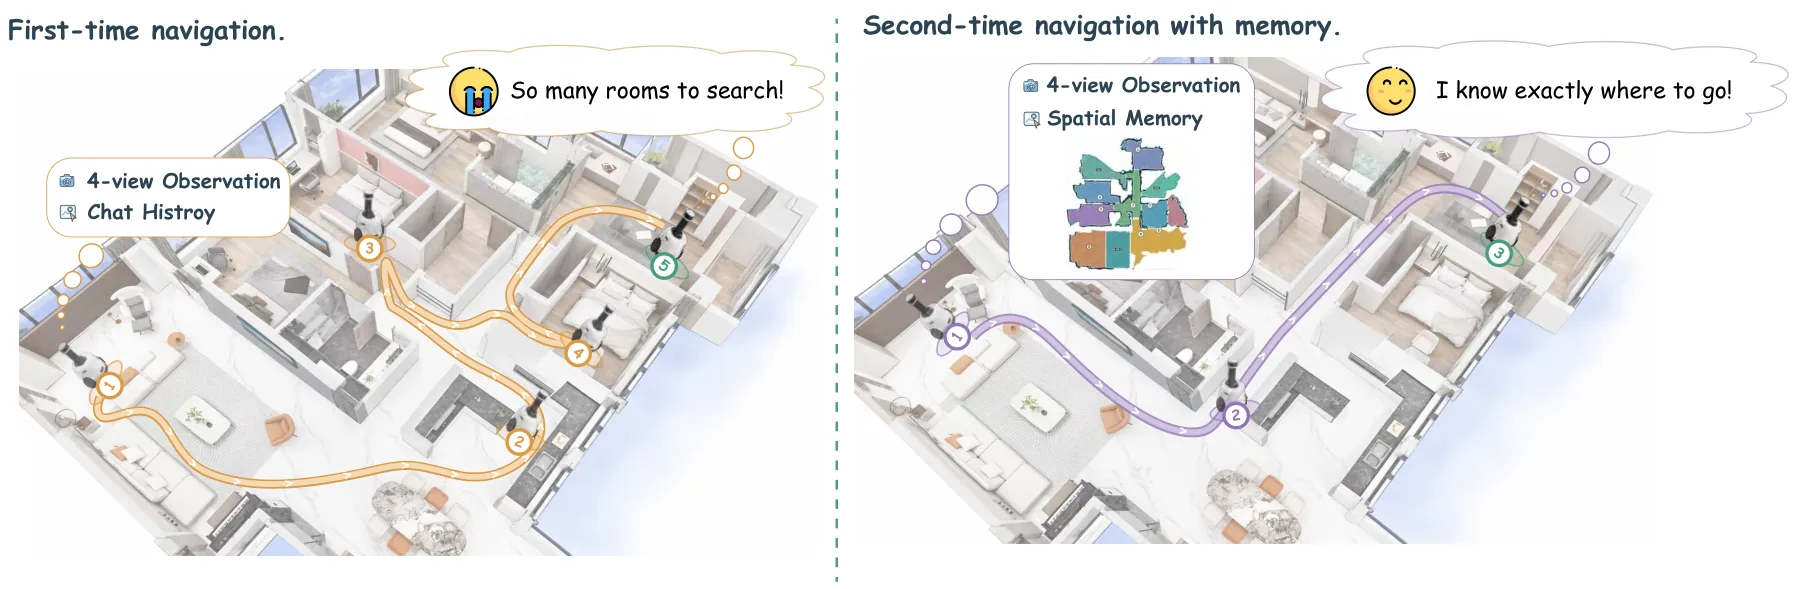 First-time navigation.
So many rooms to search!
4-view Observation
Chat Histroy
1
2
3
4
5
Second-time navigation with memory.
4-view Observation
Spatial Memory
I know exactly where to go!
1
2
3